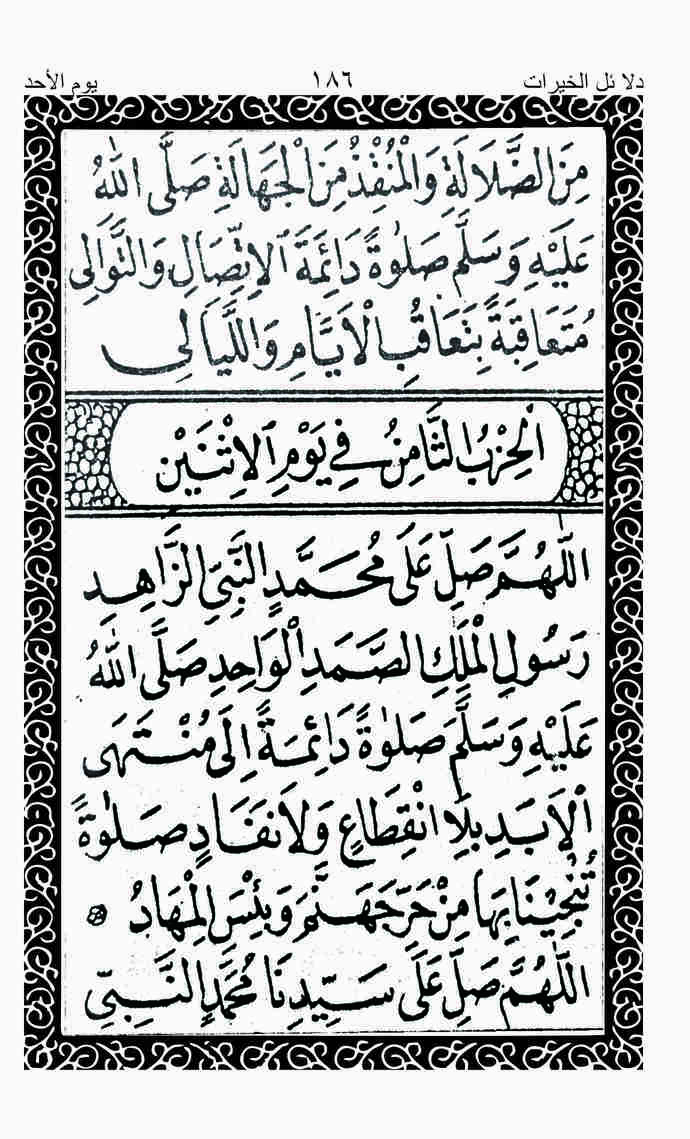 دلائل الخيرات ١٨٦ يوم الأحد
مِنَ الضَّلَالَةِ وَالْمُنْقِذُ مِنَ الْجَهَالَةِ صَلَّى اللّٰهُ
عَلَيْهِ وَسَلَّمَ صَلٰوةً دَائِمَةَ الْاِتِّصَالِ وَالتَّوَالِى
مُتَعَاقِبَةً بِتَعَاقُبِ الْاَيَّامِ وَاللَّيَالِى
اَلْحِزْبُ الثَّامِنُ فِى يَوْمِ الْاِثْنَيْنِ
اَللّٰهُمَّ صَلِّ عَلَى مُحَمَّدٍ النَّبِىِّ الزَّاهِدِ
رَسُولِ الْمَلِكِ الصَّمَدِ الْوَاحِدِ صَلَّى اللّٰهُ
عَلَيْهِ وَسَلَّمَ صَلٰوةً دَائِمَةً اِلَى مُنْتَهَى
الْاَبَدِ بِلَا انْقِطَاعٍ وَلَا نَفَادٍ صَلٰوةً
تُنْجِينَا بِهَا مِنْ حَرِّ جَهَنَّمَ وَبِئْسَ الْمِهَادُ
اَللّٰهُمَّ صَلِّ عَلَى سَيِّدِنَا مُحَمَّدٍ النَّبِىِّ